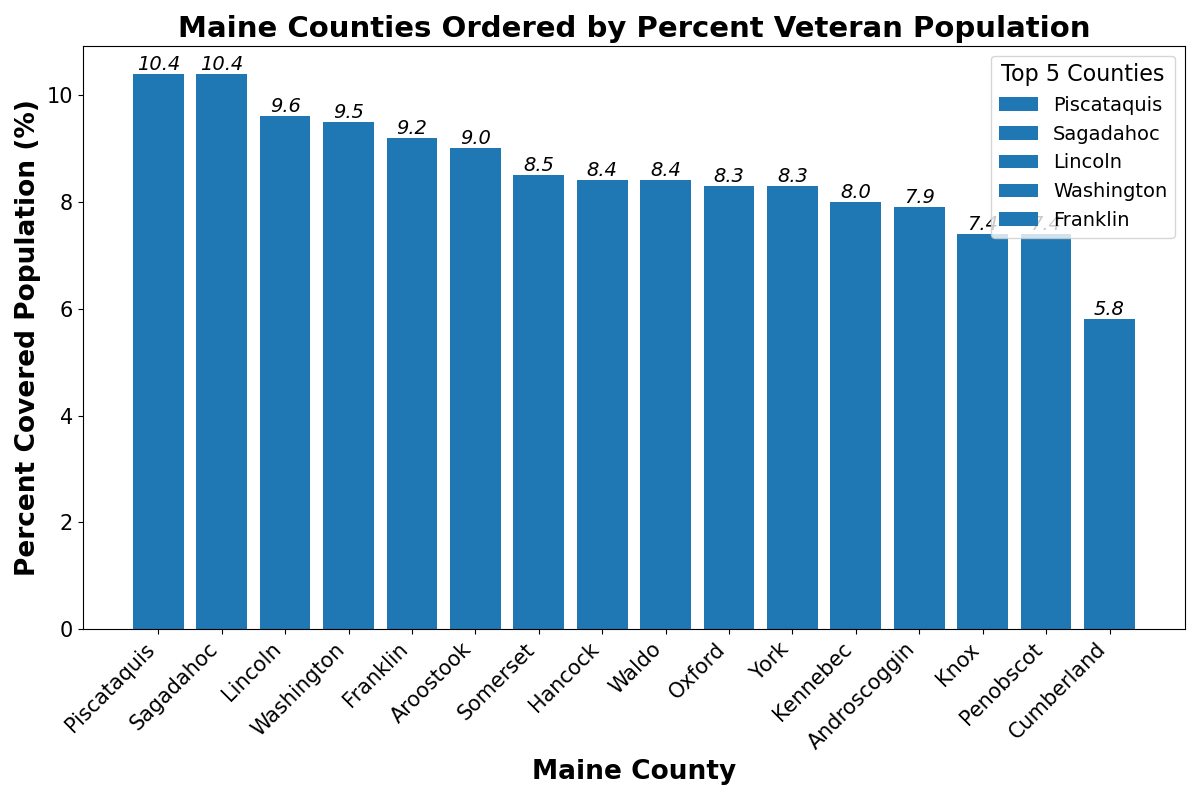 Maine Counties Ordered by Percent Veteran Population
Percent Covered Population (%)
10
8
6
4
2
0
10.4
10.4
9.6
9.5
9.2
9.0
8.5
8.4
8.4
8.3
8.3
8.0
7.9
7.4
7.4
5.8
Top 5 Counties
Piscataquis
Sagadahoc
Lincoln
Washington
Franklin
Piscataquis
Sagadahoc
Lincoln
Washington
Franklin
Aroostook
Somerset
Hancock
Waldo
Oxford
York
Kennebec
Androscoggin
Knox
Penobscot
Cumberland
Maine County